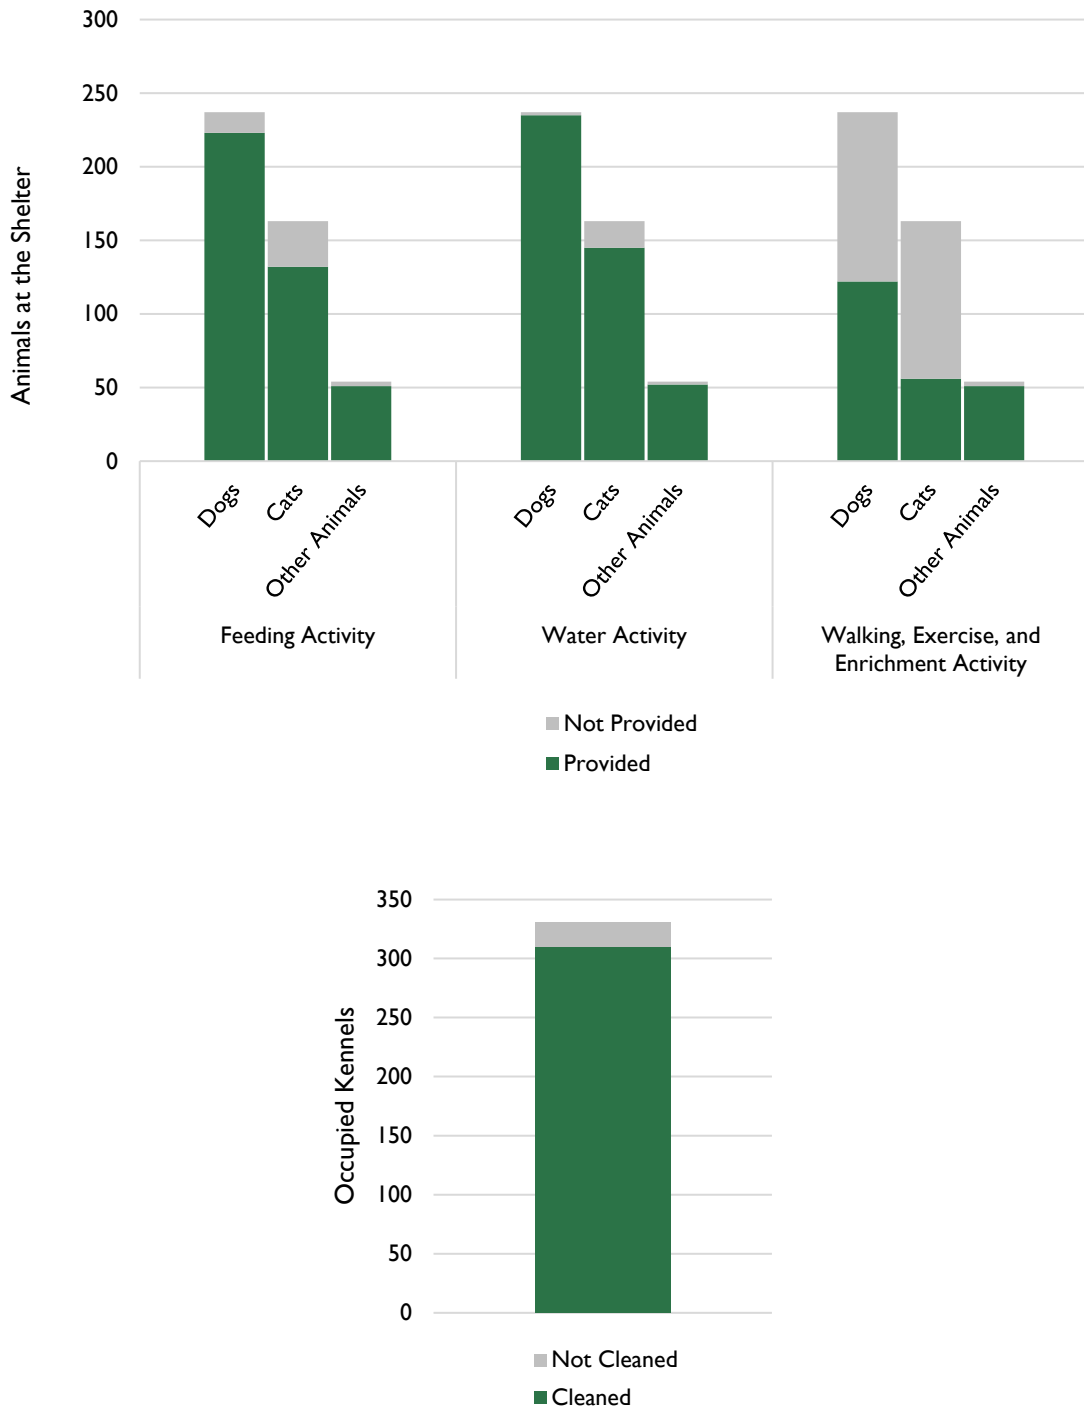 300
250
200
150
100
50
0
Animals at the Shelter
Dogs
Cats
Other Animals
Dogs
Cats
Other Animals
Dogs
Cats
Other Animals
Feeding Activity
Water Activity
Walking, Exercise, and
Enrichment Activity
Not Provided
Provided
350
300
250
200
150
100
50
0
Occupied Kennels
Not Cleaned
Cleaned